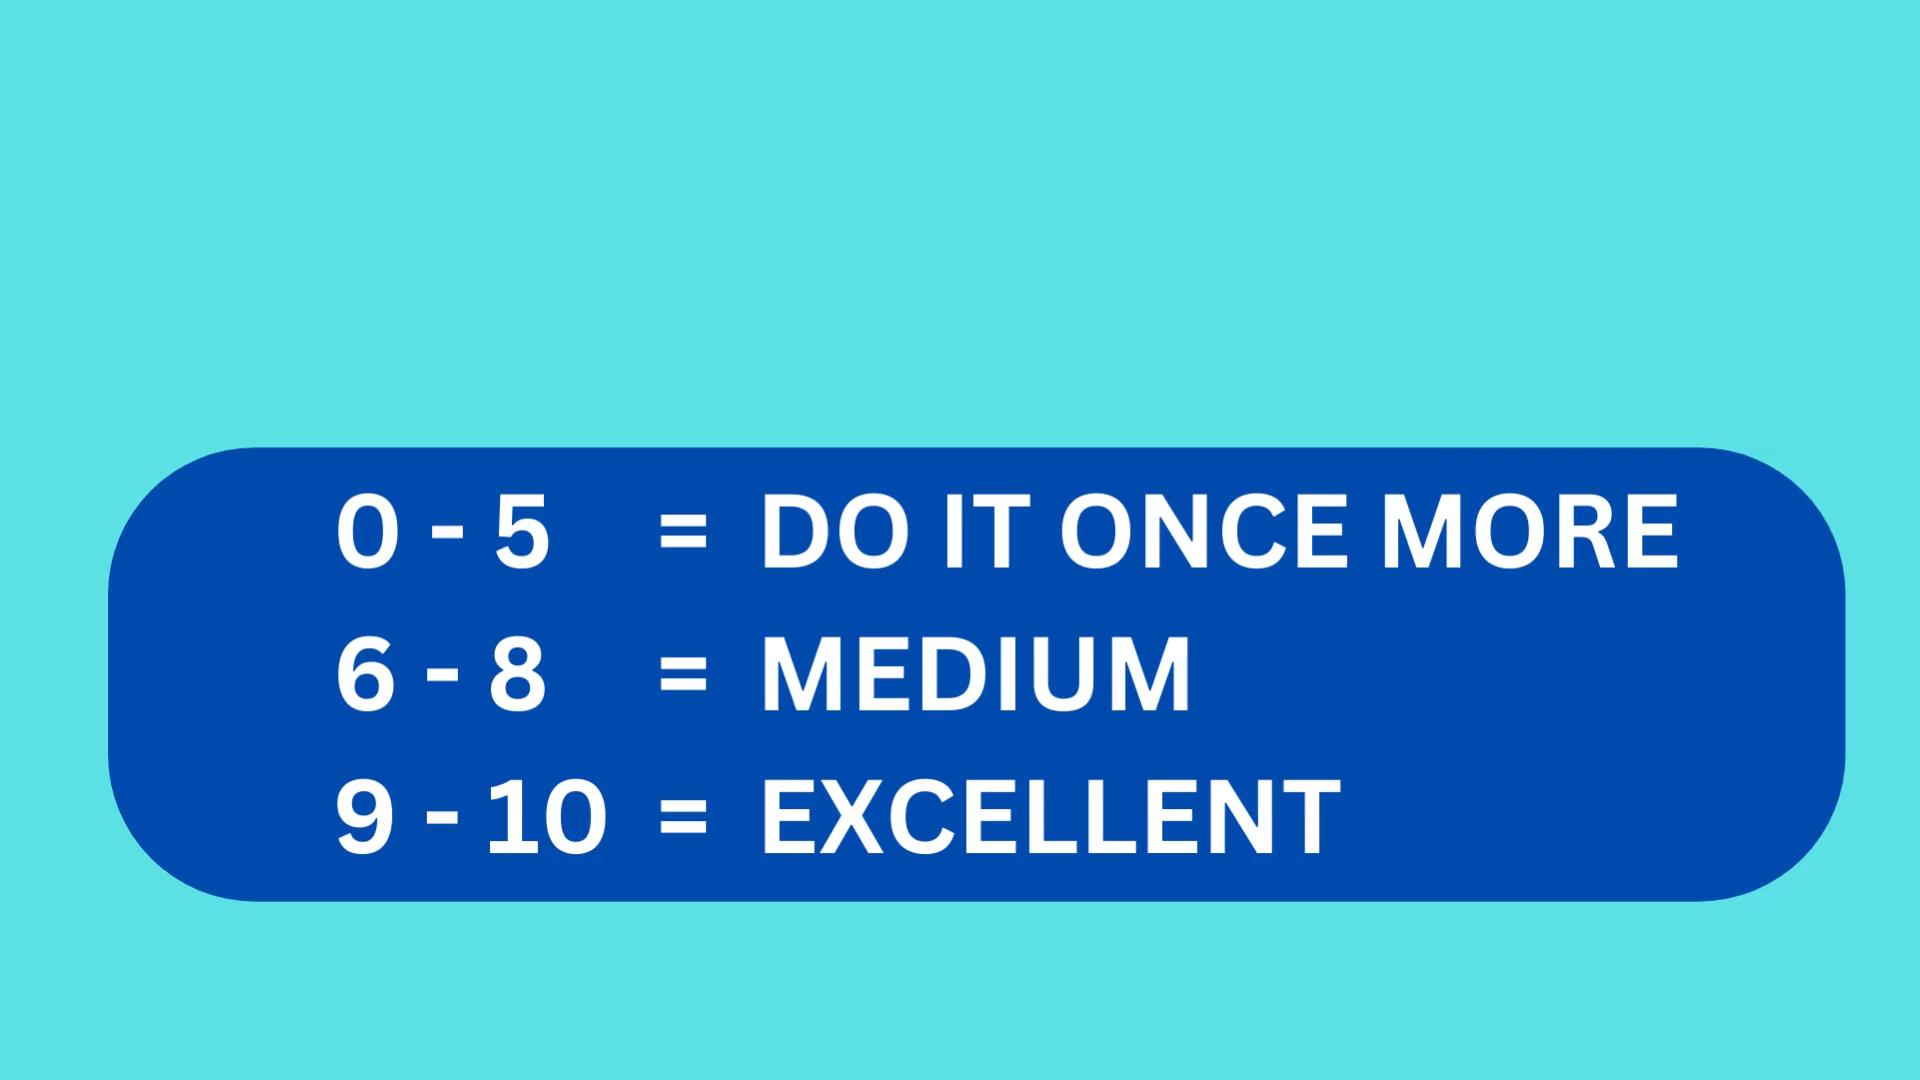 0 - 5 = DO IT ONCE MORE
6 - 8 = MEDIUM
9 - 10 = EXCELLENT